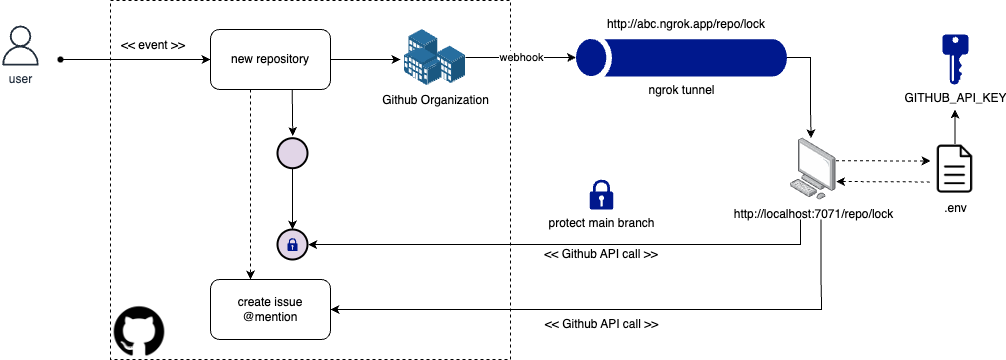 http://abc.ngrok.app/repo/lock
<< event >>
new repository
webhook
user
Github Organization
ngrok tunnel
GITHUB_API_KEY
protect main branch
http://localhost:7071/repo/lock
.env
<< Github API call >>
create issue
@mention
<< Github API call >>